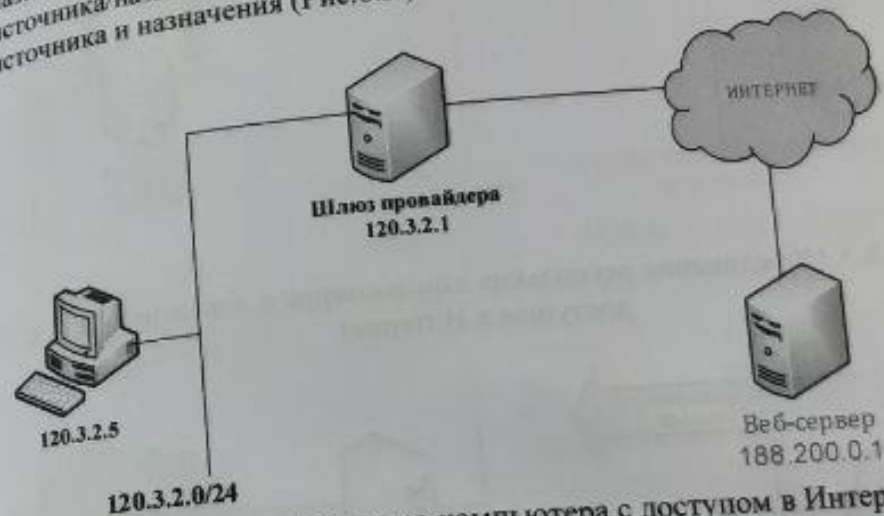 источника и назначения
ИНТЕРНЕТ
Шлюз провайдера
120.3.2.1
120.3.2.5
Веб-сервер
188.200.0.1
120.3.2.0/24
компьютера с доступом в Интер